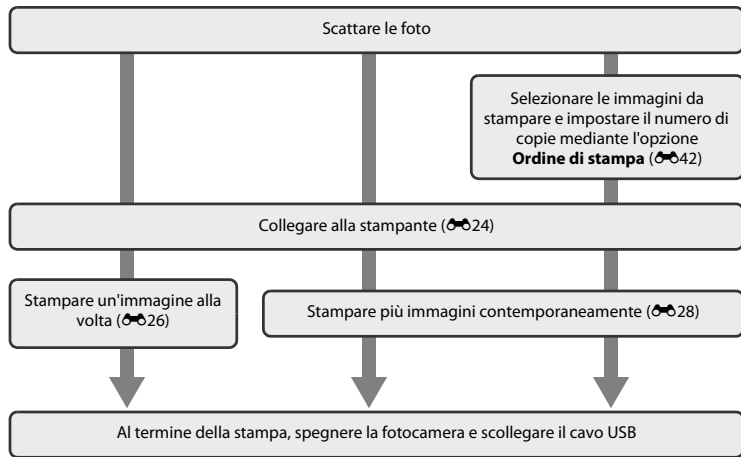 Scattare le foto
Selezionare le immagini da
stampare e impostare il numero di
copie mediante l'opzione
Ordine di stampa (42)
Collegare alla stampante (24)
Stampare un'immagine alla
volta (26)
Stampare più immagini contemporaneamente (28)
Al termine della stampa, spegnere la fotocamera e scollegare il cavo USB